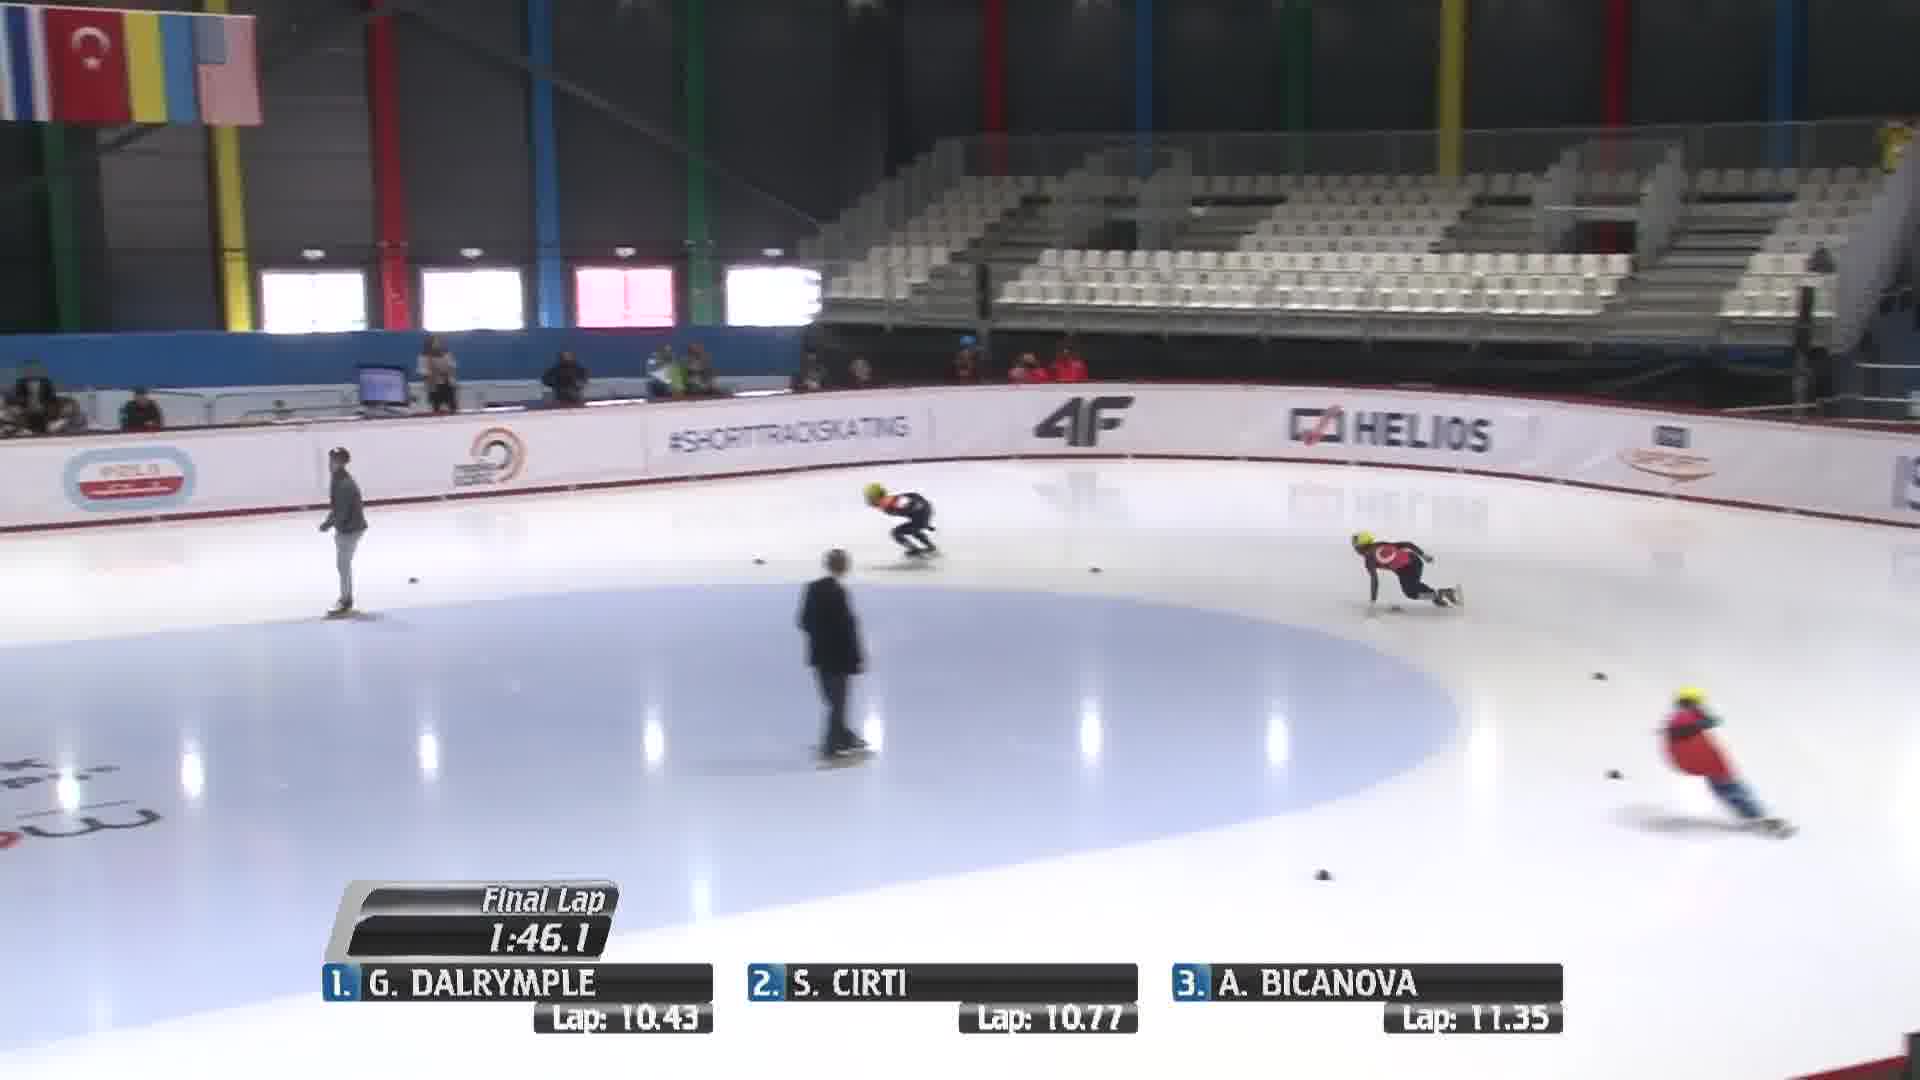 #SHORTTRACKSKATING
4F
HELIOS
Final Lap
1:46.1
1. G. DALRYMPLE
Lap: 10.43
2. S. CIRTI
Lap: 10.77
3. A. BICANOVA
Lap: 11.35